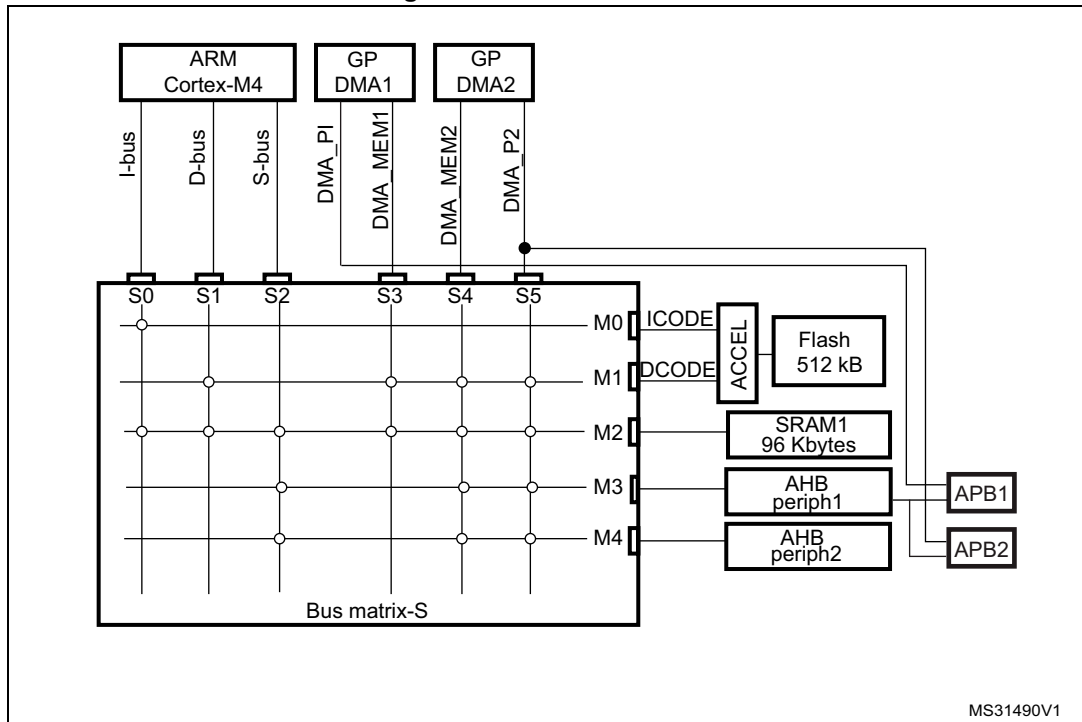 ARM
Cortex-M4
GP
DMA1
GP
DMA2
I-bus
D-bus
S-bus
DMA_PI
DMA_MEM1
DMA_MEM2
DMA_P2
S0
S1
S2
S3
S4
S5
M0
ICODE
M1
DCODE
ACCEL
Flash
512 kB
M2
SRAM1
96 Kbytes
M3
AHB
periph1
APB1
M4
AHB
periph2
APB2
Bus matrix-S
MS31490V1